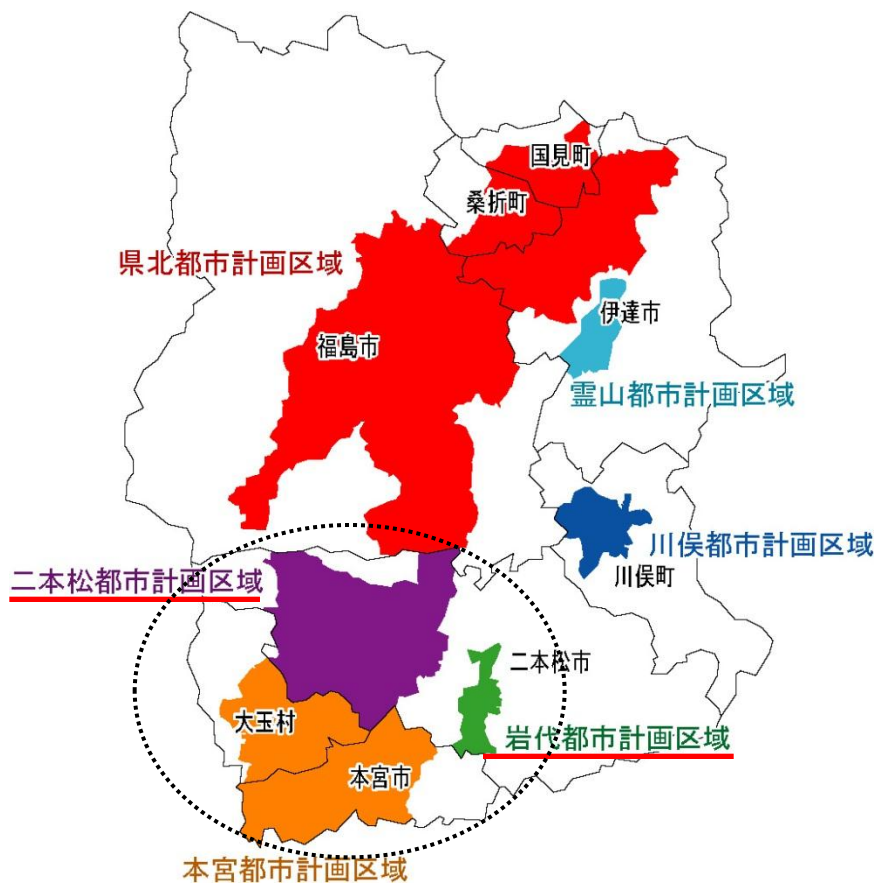 国見町
桑折町
県北都市計画区域
伊達市
福島市
霊山都市計画区域
川俣都市計画区域
二本松都市計画区域
川俣町
二本松市
大玉村
岩代都市計画区域
本宮市
本宮都市計画区域